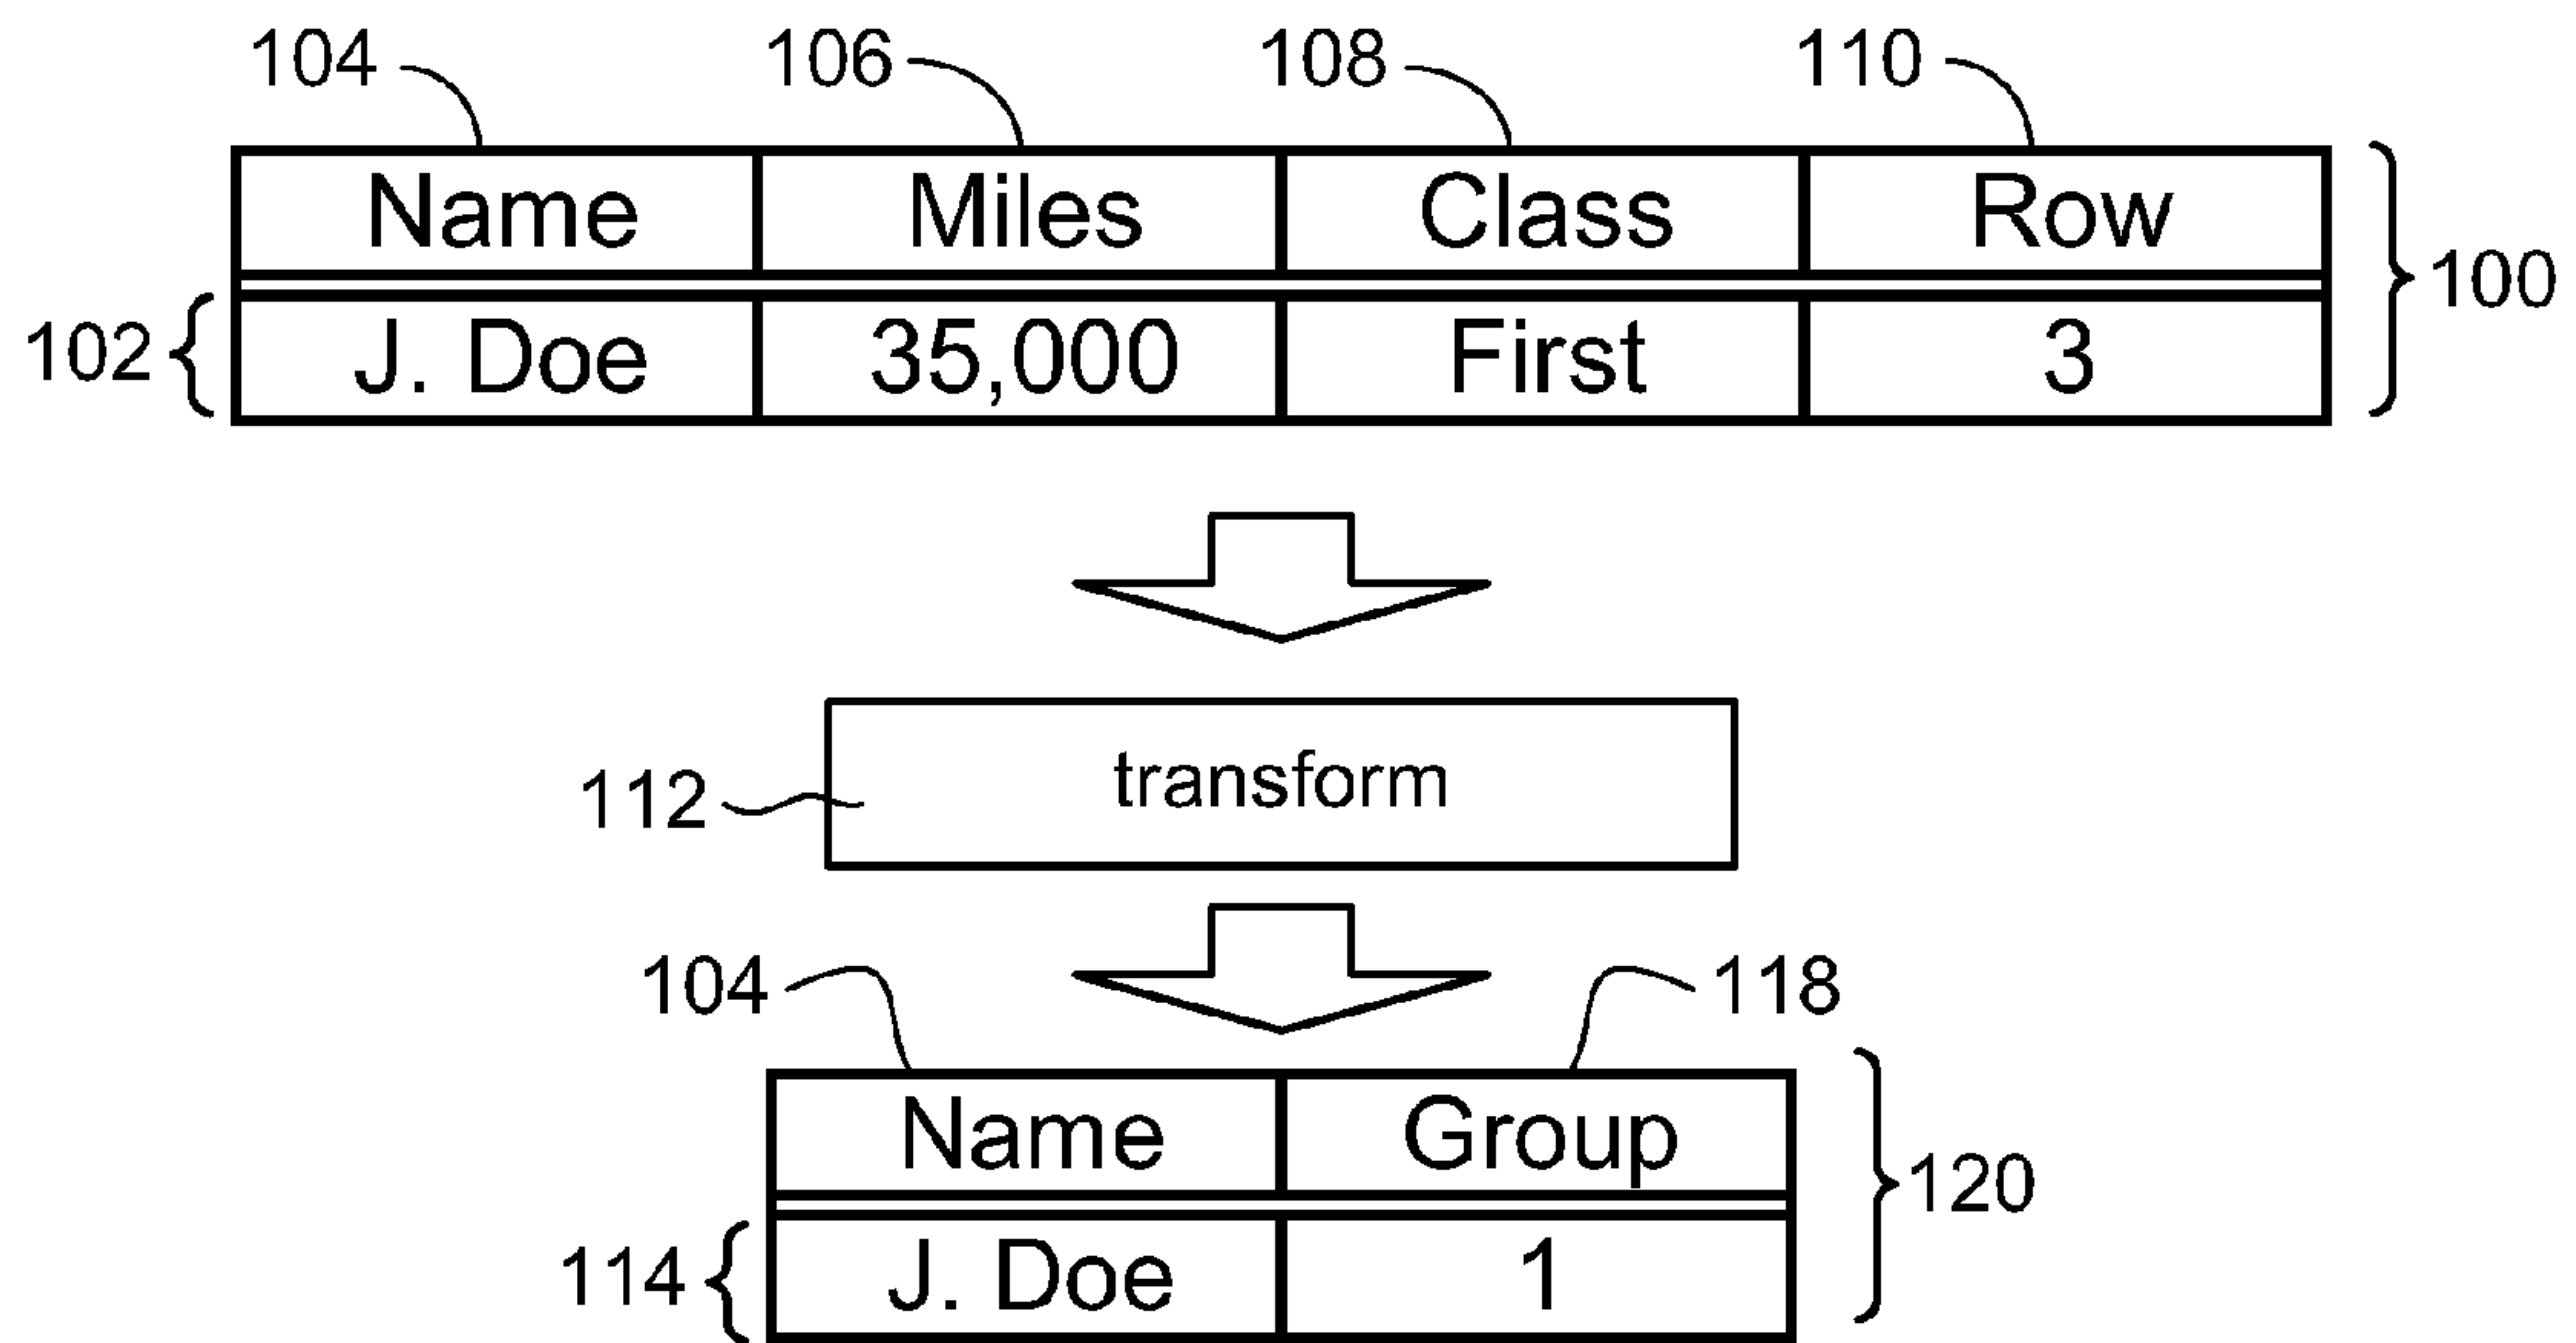 104 106 108 110
Name Miles Class Row
100
102 J. Doe 35,000 First 3
112 transform
104 118
Name Group
120
114 J. Doe 1